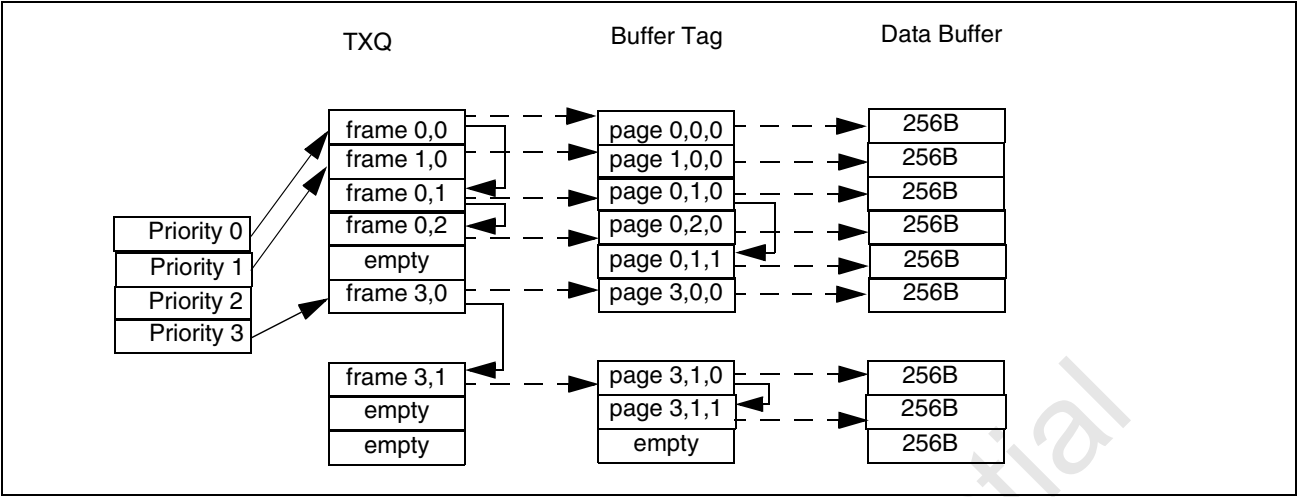 TXQ
Buffer Tag
Data Buffer
frame 0,0
page 0,0,0
256B
frame 1,0
page 1,0,0
256B
frame 0,1
page 0,1,0
256B
Priority 0
frame 0,2
page 0,2,0
256B
Priority 1
empty
page 0,1,1
256B
Priority 2
frame 3,0
page 3,0,0
256B
Priority 3
frame 3,1
page 3,1,0
256B
empty
page 3,1,1
256B
empty
empty
256B
ntial